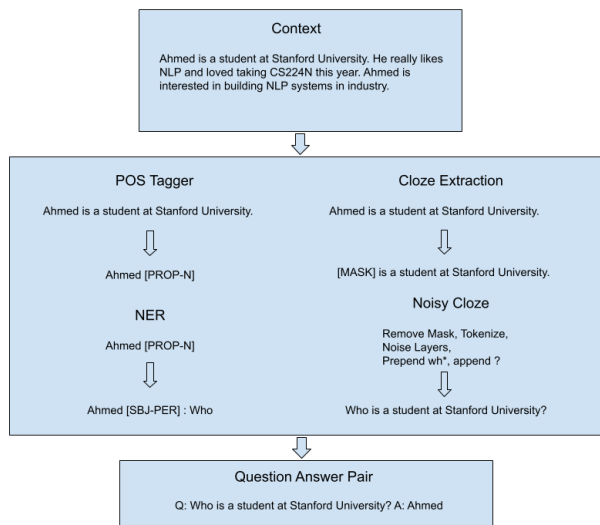 Context
Ahmed is a student at Stanford University. He really likes
NLP and loved taking CS224N this year. Ahmed is
interested in building NLP systems in industry.
POS Tagger
Ahmed is a student at Stanford University.
Ahmed [PROP-N]
NER
Ahmed [PROP-N]
Ahmed [SBJ-PER] : Who
Cloze Extraction
Ahmed is a student at Stanford University.
[MASK] is a student at Stanford University.
Noisy Cloze
Remove Mask, Tokenize,
Noise Layers,
Prepend wh*, append ?
Who is a student at Stanford University?
Question Answer Pair
Q: Who is a student at Stanford University? A: Ahmed